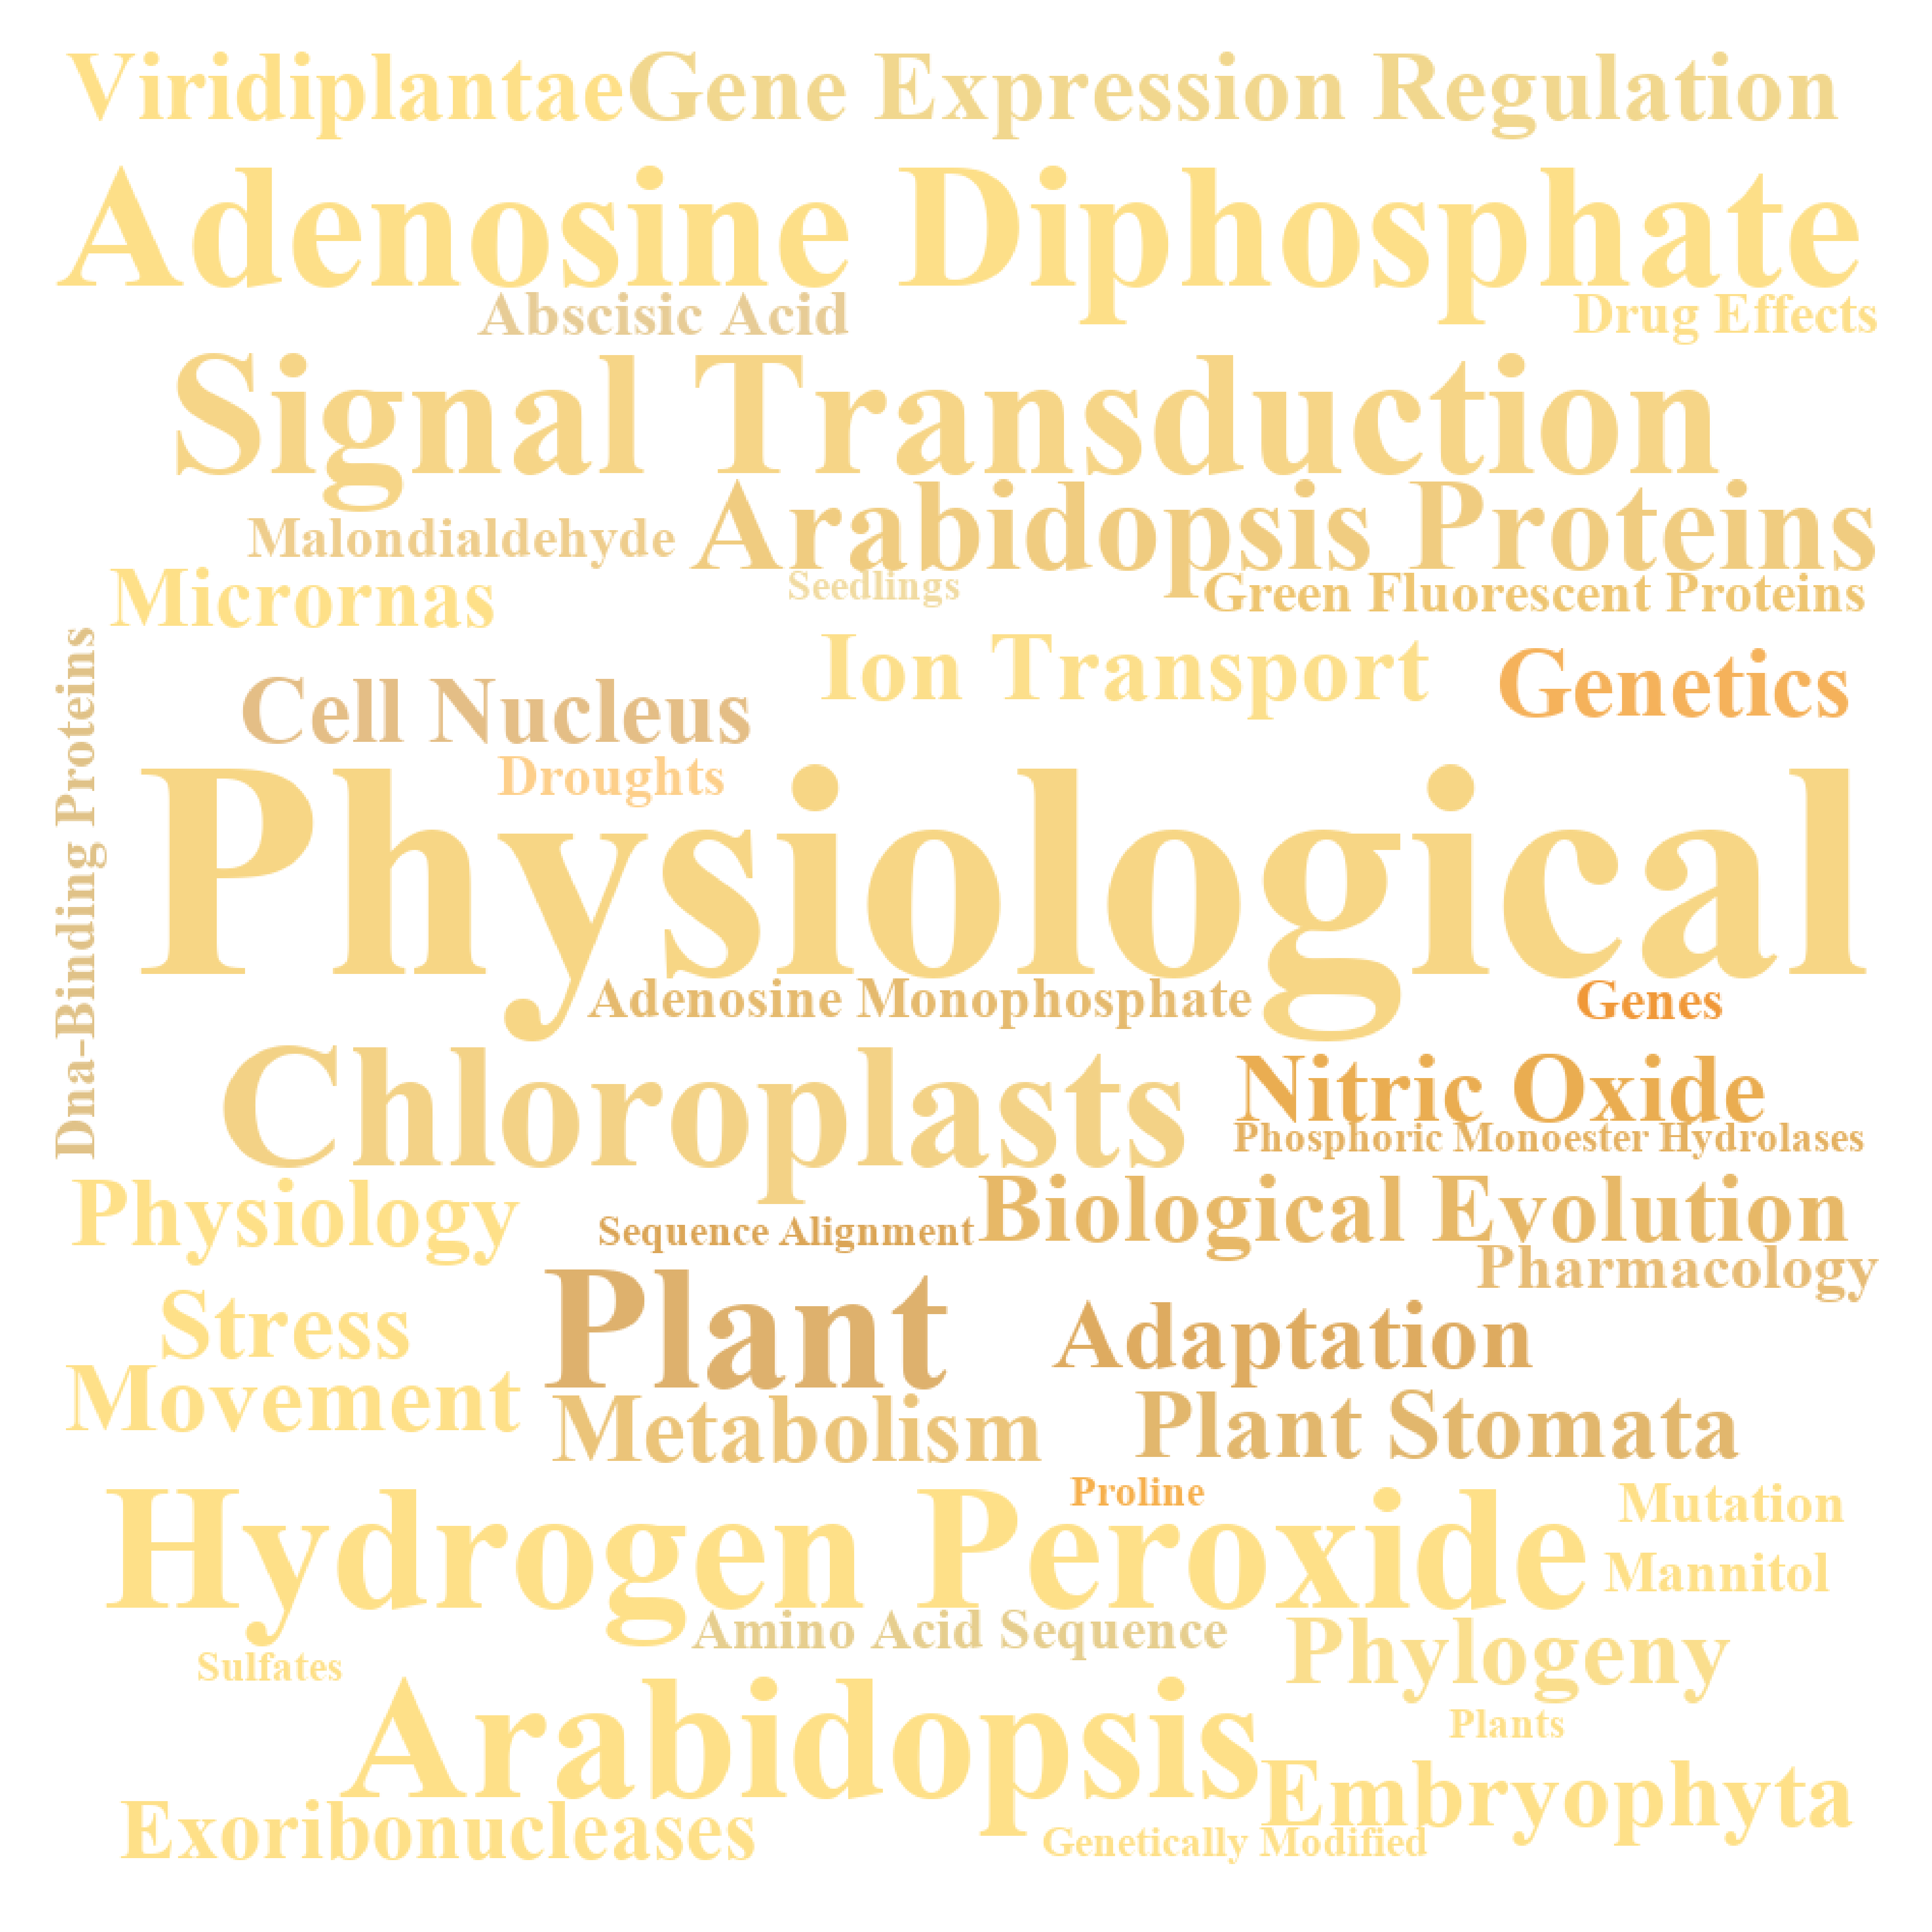 Viridiplantae
Gene Expression Regulation
Adenosine Diphosphate
Abscisic Acid
Drug Effects
Signal Transduction
Arabidopsis Proteins
Malondialdehyde
Micrornas
Seedlings
Green Fluorescent Proteins
Ion Transport
Genetics
Cell Nucleus
Droughts
Dna-Binding Proteins
Physiological
Adenosine Monophosphate
Genes
Chloroplasts
Nitric Oxide
Phosphoric Monoester Hydrolases
Physiology
Sequence Alignment
Biological Evolution
Pharmacology
Stress
Plant
Adaptation
Movement
Metabolism
Plant Stomata
Proline
Hydrogen Peroxide
Mutation
Mannitol
Amino Acid Sequence
Phylogeny
Sulfates
Arabidopsis
Plants
Embryophyta
Exoribonucleases
Genetically Modified